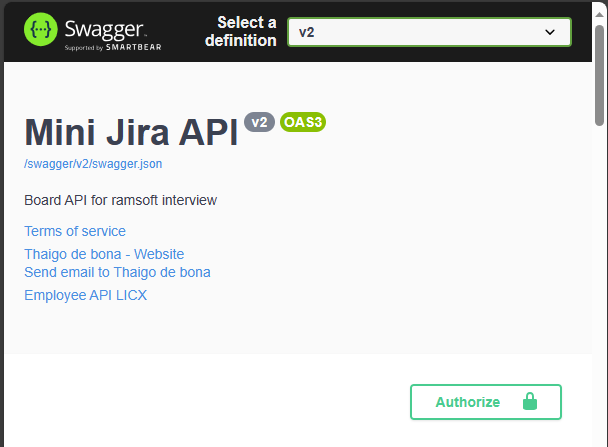 Swagger™
Supported by SMARTBEAR
Select a
definition
v2
Mini Jira API v2 OAS3
/swagger/v2/swagger.json
Board API for ramsoft interview
Terms of service
Thaigo de bona - Website
Send email to Thaigo de bona
Employee API LICX
Authorize